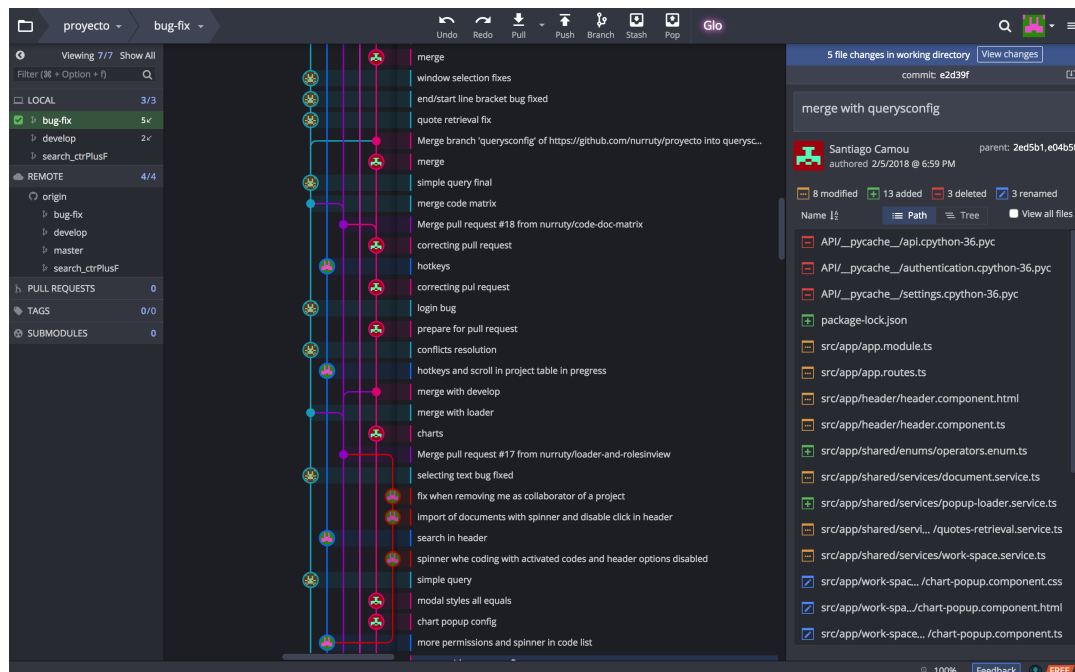 proyecto
bug-fix
Undo
Redo
Pull
Push
Branch
Stash
Pop
Glo
Viewing 7/7 Show All
Filter (⌘ + Option + f)
LOCAL 3/3
bug-fix 5
develop 2
search_ctrPlusF
REMOTE 4/4
origin
bug-fix
develop
master
search_ctrPlusF
PULL REQUESTS 0
TAGS 0/0
SUBMODULES 0
merge
window selection fixes
end/start line bracket bug fixed
quote retrieval fix
Merge branch 'querysconfig' of https://github.com/nurruty/proyecto into querysc...
merge
simple query final
merge code matrix
Merge pull request #18 from nurruty/code-doc-matrix
correcting pull request
hotkeys
correcting pul request
login bug
prepare for pull request
conflicts resolution
hotkeys and scroll in project table in pregress
merge with develop
merge with loader
charts
Merge pull request #17 from nurruty/loader-and-rolesinview
selecting text bug fixed
fix when removing me as collaborator of a project
import of documents with spinner and disable click in header
search in header
spinner whe coding with activated codes and header options disabled
simple query
modal styles all equals
chart popup config
more permissions and spinner in code list
5 file changes in working directory View changes
commit: e2d39f
merge with querysconfig
Santiago Camou
authored 2/5/2018 @ 6:59 PM
parent: 2ed5b1,e04b5
8 modified 13 added 3 deleted 3 renamed
Name Path Tree View all files
API/__pycache__/api.cpython-36.pyc
API/__pycache__/authentication.cpython-36.pyc
API/__pycache__/settings.cpython-36.pyc
package-lock.json
src/app/app.module.ts
src/app/app.routes.ts
src/app/header/header.component.html
src/app/header/header.component.ts
src/app/shared/enums/operators.enum.ts
src/app/shared/services/document.service.ts
src/app/shared/services/popup-loader.service.ts
src/app/shared/servi... /quotes-retrieval.service.ts
src/app/shared/services/work-space.service.ts
src/app/work-spac... /chart-popup.component.css
src/app/work-spa.../chart-popup.component.html
src/app/work-space... /chart-popup.component.ts
100% Feedback FREE